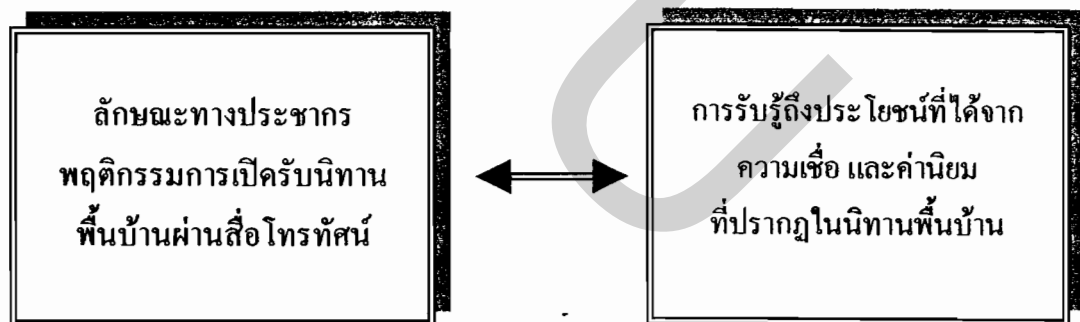 ลักษณะทางประชากร
พฤติกรรมการเปิดรับนิทาน
พื้นบ้านผ่านสื่อโทรทัศน์
การรับรู้ถึงประโยชน์ที่ได้จาก
ความเชื่อ และค่านิยม
ที่ปรากฏในนิทานพื้นบ้าน